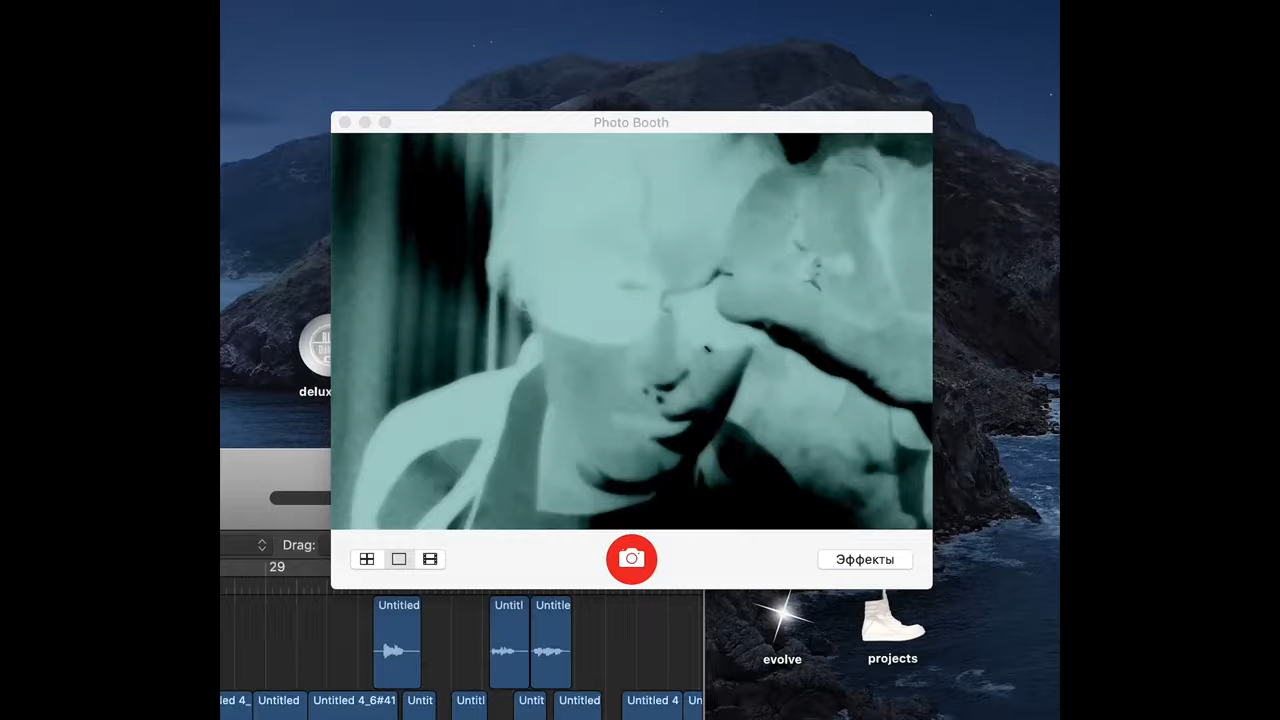 Photo Booth
delux
Drag:
29
Эффекты
Untitled
Untitl
Untitle
evolve
projects
led 4_
Untitled
Untitled 4_6#41
Untit
Untitl
Untit
Untitled
Untitled 4
Un